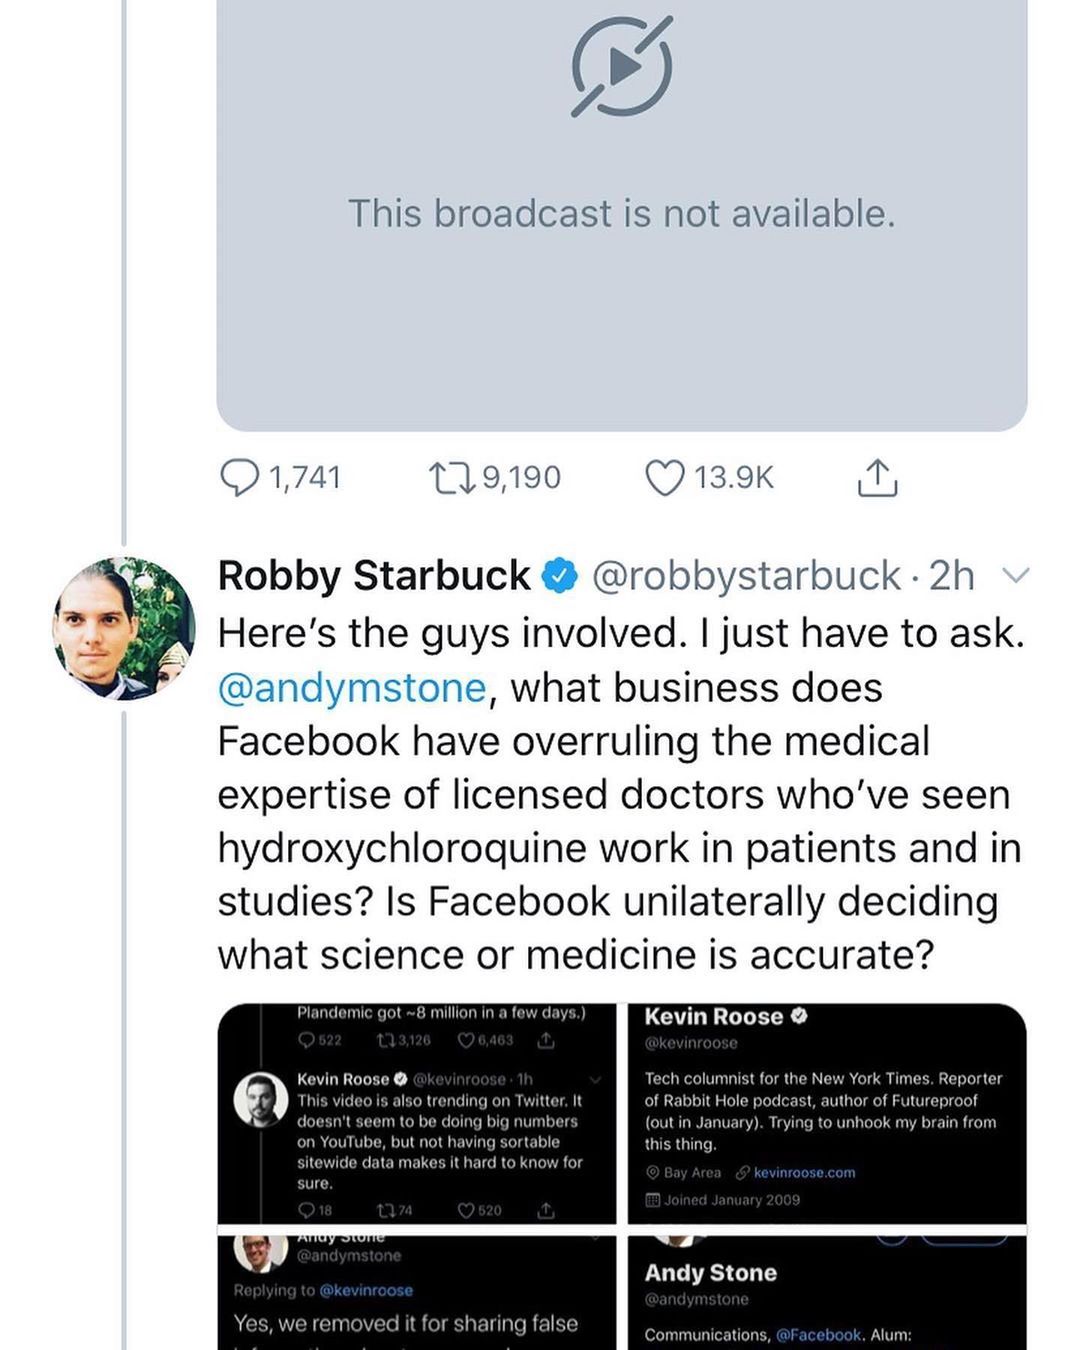 This broadcast is not available.
1,741 9,190 13.9K
Robby Starbuck @robbystarbuck · 2h
Here’s the guys involved. I just have to ask.
@andymstone, what business does
Facebook have overruling the medical
expertise of licensed doctors who’ve seen
hydroxychloroquine work in patients and in
studies? Is Facebook unilaterally deciding
what science or medicine is accurate?
Plandemic got ~8 million in a few days.)
522 3,126 6,463
Kevin Roose @kevinroose · 1h
This video is also trending on Twitter. It
doesn't seem to be doing big numbers
on YouTube, but not having sortable
sitewide data makes it hard to know for
sure.
18 74 520
Kevin Roose
@kevinroose
Tech columnist for the New York Times. Reporter
of Rabbit Hole podcast, author of Futureproof
(out in January). Trying to unhook my brain from
this thing.
Bay Area kevinroose.com
Joined January 2009
Andy Stone
@andymstone
Replying to @kevinroose
Yes, we removed it for sharing false
Andy Stone
@andymstone
Communications, @Facebook. Alum: